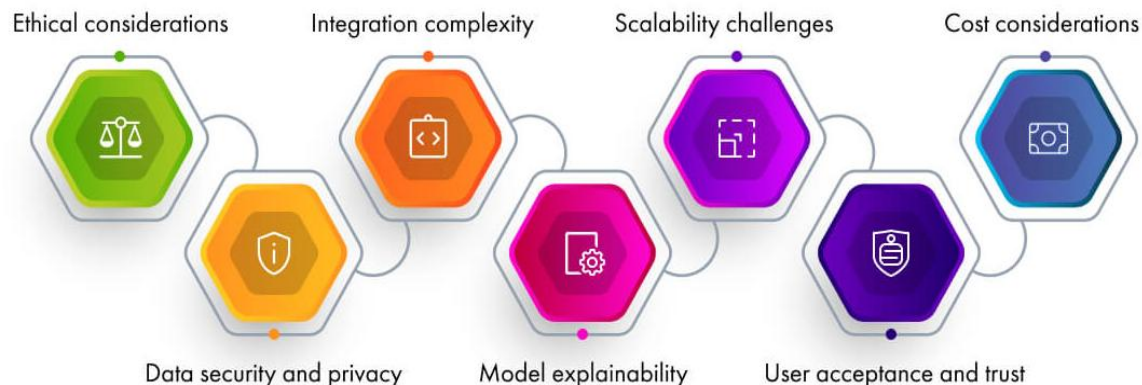 Ethical considerations
Integration complexity
Scalability challenges
Cost considerations
Data security and privacy
Model explainability
User acceptance and trust